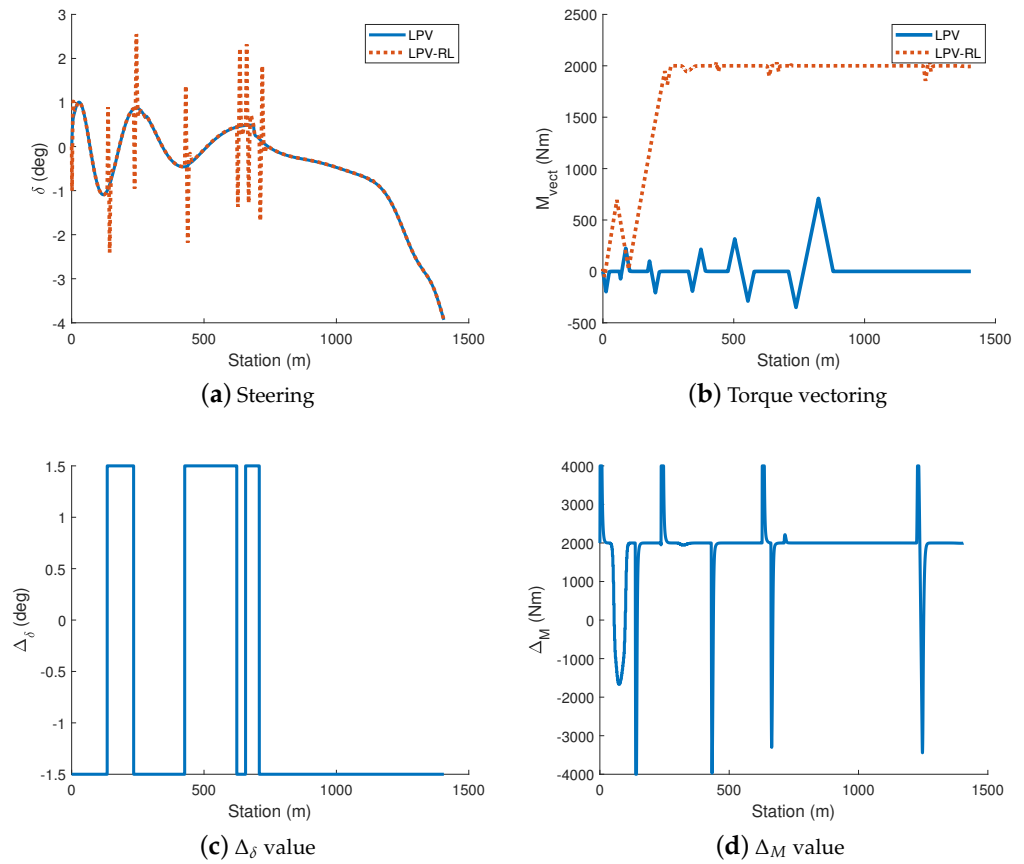 3
2
1
0
-1
-2
-3
-4
δ (deg)
LPV
LPV-RL
0
500
1000
1500
Station (m)
(a) Steering
2500
2000
1500
1000
500
0
-500
M_vect (Nm)
LPV
LPV-RL
0
500
1000
1500
Station (m)
(b) Torque vectoring
1.5
1
0.5
0
-0.5
-1
-1.5
Δ_δ (deg)
0
500
1000
1500
Station (m)
(c) Δ_δ value
4000
3000
2000
1000
0
-1000
-2000
-3000
-4000
Δ_M (Nm)
0
500
1000
1500
Station (m)
(d) Δ_M value